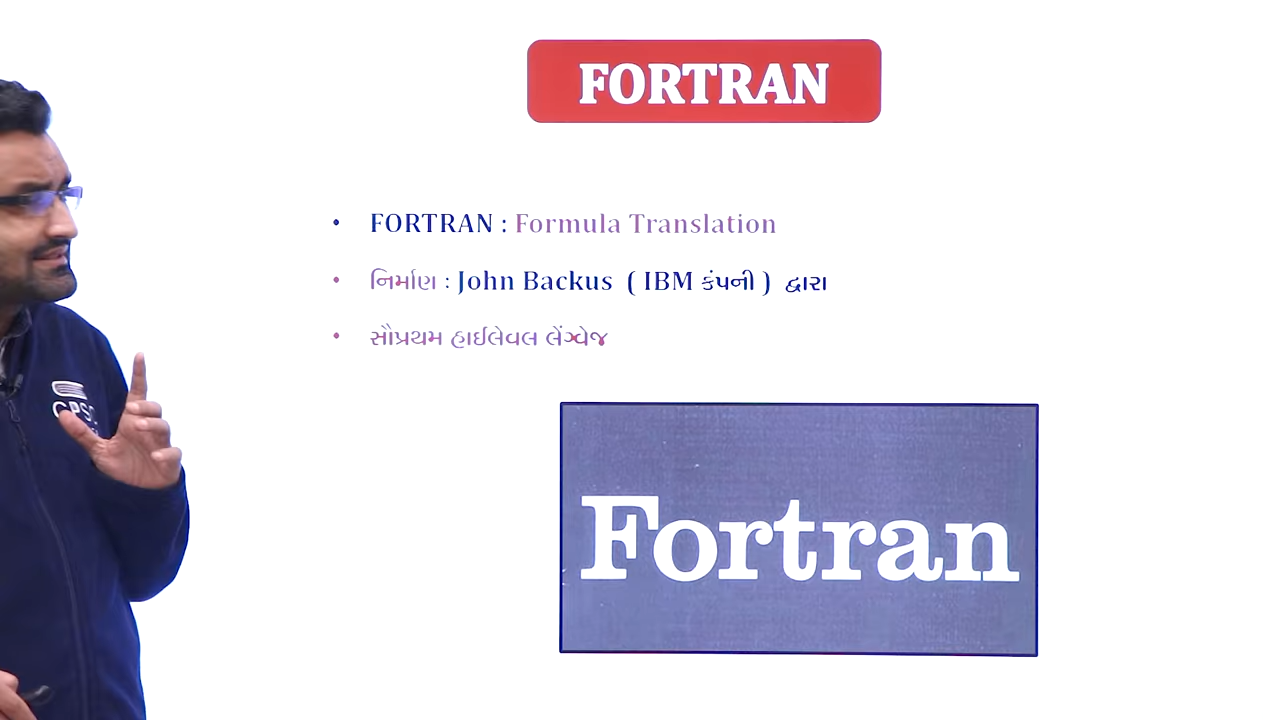 FORTRAN
• FORTRAN : Formula Translation
• નિર્માણ : John Backus ( IBM કંપની ) દ્વારા
• સૌપ્રથમ હાઈલેવલ લેંગ્વેજ
Fortran